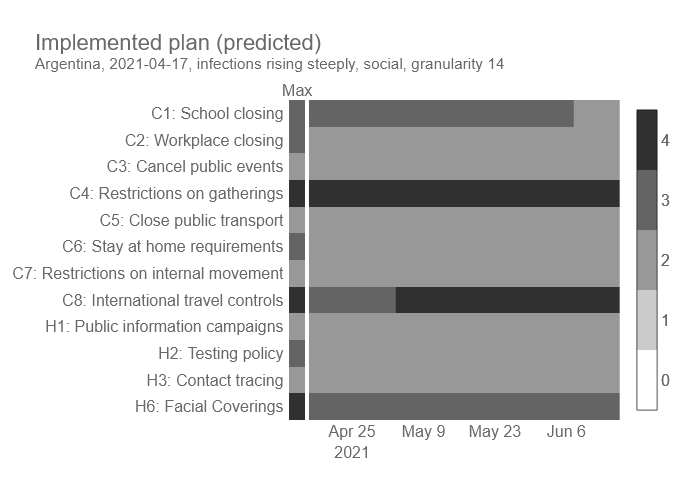 Implemented plan (predicted)
Argentina, 2021-04-17, infections rising steeply, social, granularity 14
Max
C1: School closing
C2: Workplace closing
C3: Cancel public events
C4: Restrictions on gatherings
C5: Close public transport
C6: Stay at home requirements
C7: Restrictions on internal movement
C8: International travel controls
H1: Public information campaigns
H2: Testing policy
H3: Contact tracing
H6: Facial Coverings
Apr 25 May 9 May 23 Jun 6
2021
4
3
2
1
0